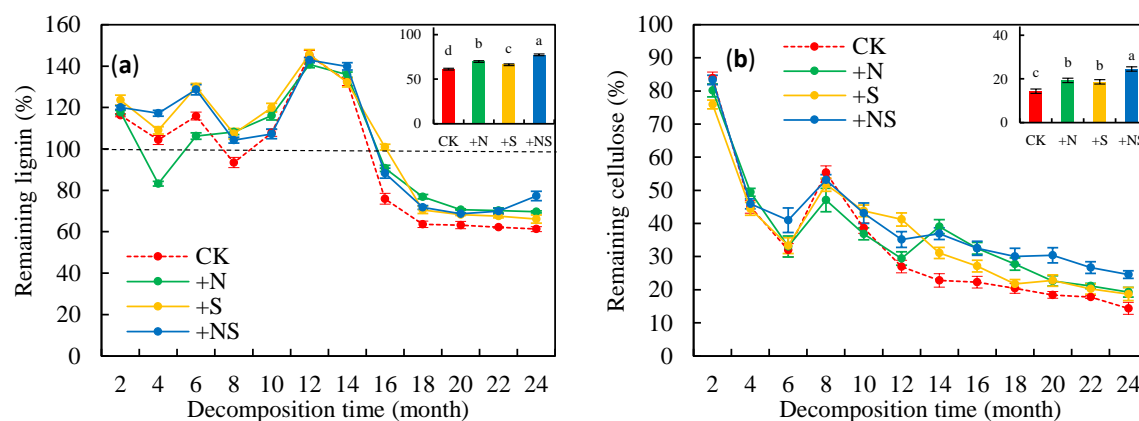 (a)
Remaining lignin (%)
160
140
120
100
80
60
40
20
0
2 4 6 8 10 12 14 16 18 20 22 24
Decomposition time (month)
CK
+N
+S
+NS
100
50
0
d b c a
CK +N +S +NS
(b)
Remaining cellulose (%)
100
90
80
70
60
50
40
30
20
10
0
2 4 6 8 10 12 14 16 18 20 22 24
Decomposition time (month)
CK
+N
+S
+NS
40
20
0
c b b a
CK +N +S +NS